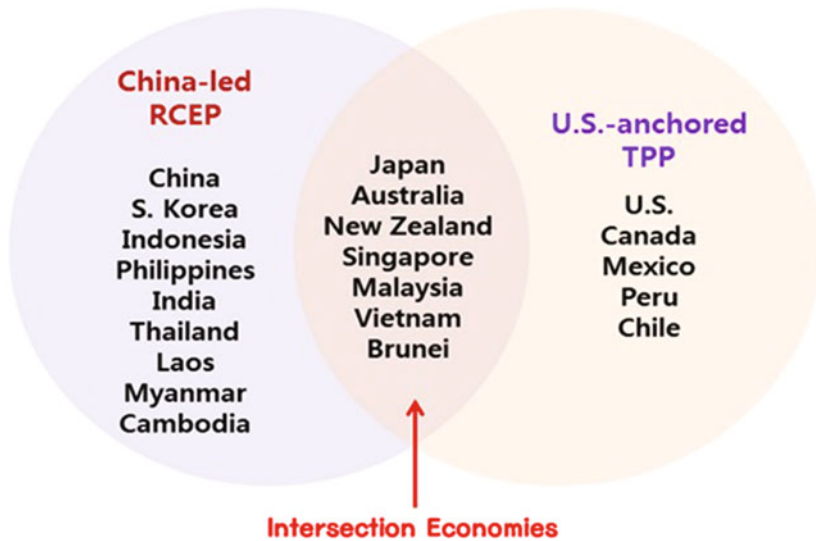 China-led
RCEP
China
S. Korea
Indonesia
Philippines
India
Thailand
Laos
Myanmar
Cambodia
Japan
Australia
New Zealand
Singapore
Malaysia
Vietnam
Brunei
U.S.-anchored
TPP
U.S.
Canada
Mexico
Peru
Chile
Intersection Economies